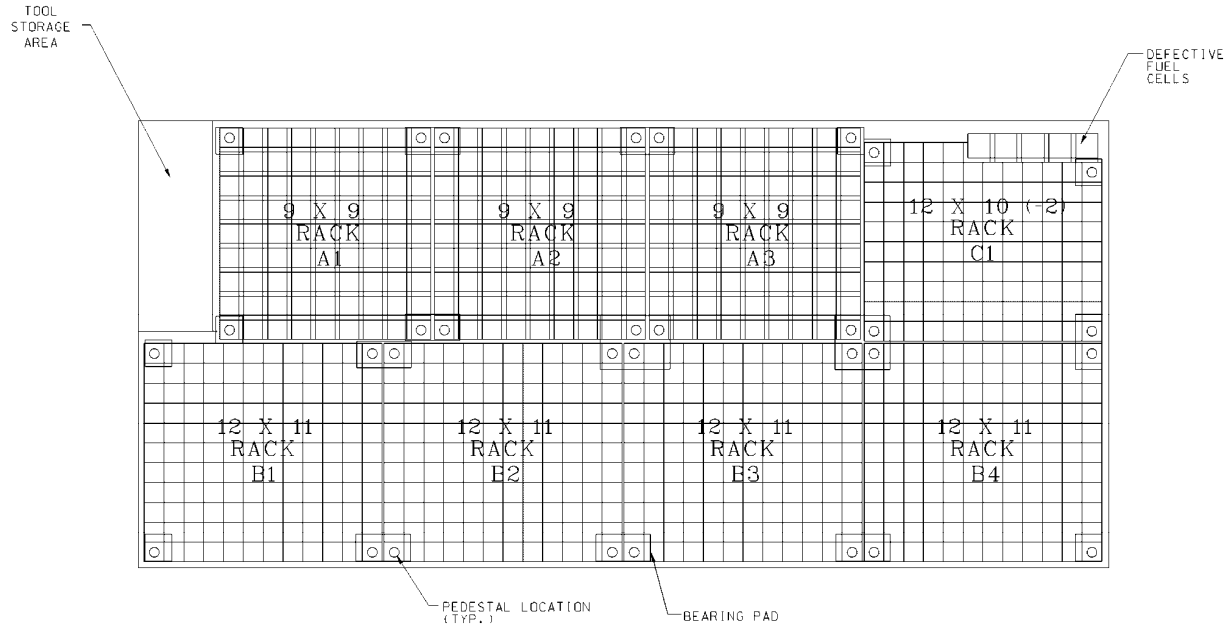 TOOL
STORAGE
AREA
DEFECTIVE
FUEL
CELLS
9 X 9
RACK
A1
9 X 9
RACK
A2
9 X 9
RACK
A3
12 X 10 (-2)
RACK
C1
12 X 11
RACK
B1
12 X 11
RACK
B2
12 X 11
RACK
B3
12 X 11
RACK
B4
PEDESTAL LOCATION
(TYP.)
BEARING PAD